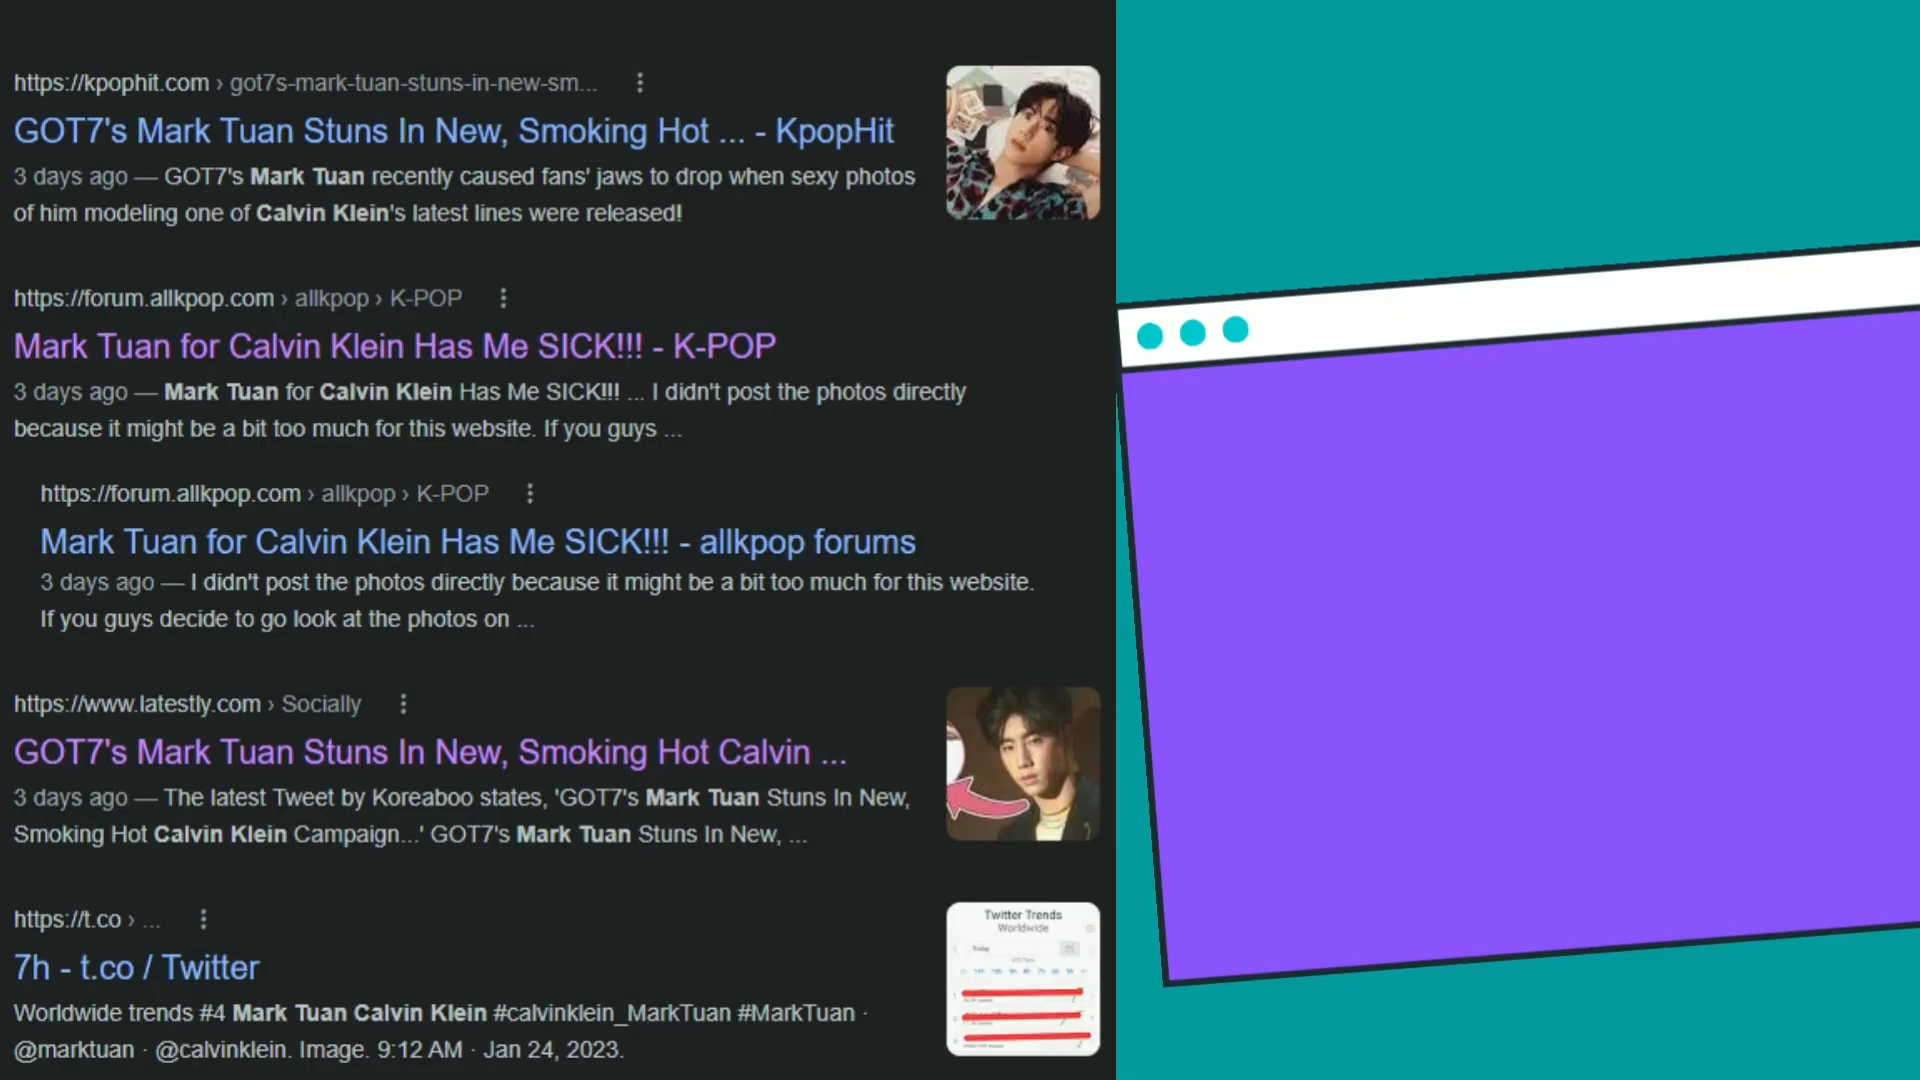 https://kpophit.com › got7s-mark-tuan-stuns-in-new-sm...
GOT7's Mark Tuan Stuns In New, Smoking Hot ... - KpopHit
3 days ago — GOT7's Mark Tuan recently caused fans' jaws to drop when sexy photos
of him modeling one of Calvin Klein's latest lines were released!
https://forum.allkpop.com › allkpop › K-POP
Mark Tuan for Calvin Klein Has Me SICK!!! - K-POP
3 days ago — Mark Tuan for Calvin Klein Has Me SICK!!! ... I didn't post the photos directly
because it might be a bit too much for this website. If you guys ...
https://forum.allkpop.com › allkpop › K-POP
Mark Tuan for Calvin Klein Has Me SICK!!! - allkpop forums
3 days ago — I didn't post the photos directly because it might be a bit too much for this website.
If you guys decide to go look at the photos on ...
https://www.latestly.com › Socially
GOT7's Mark Tuan Stuns In New, Smoking Hot Calvin ...
3 days ago — The latest Tweet by Koreaboo states, 'GOT7's Mark Tuan Stuns In New,
Smoking Hot Calvin Klein Campaign...' GOT7's Mark Tuan Stuns In New, ...
https://t.co › ...
7h - t.co / Twitter
Worldwide trends #4 Mark Tuan Calvin Klein #calvinklein_MarkTuan #MarkTuan ·
@marktuan · @calvinklein. Image. 9:12 AM · Jan 24, 2023.
Twitter Trends
Worldwide
Today